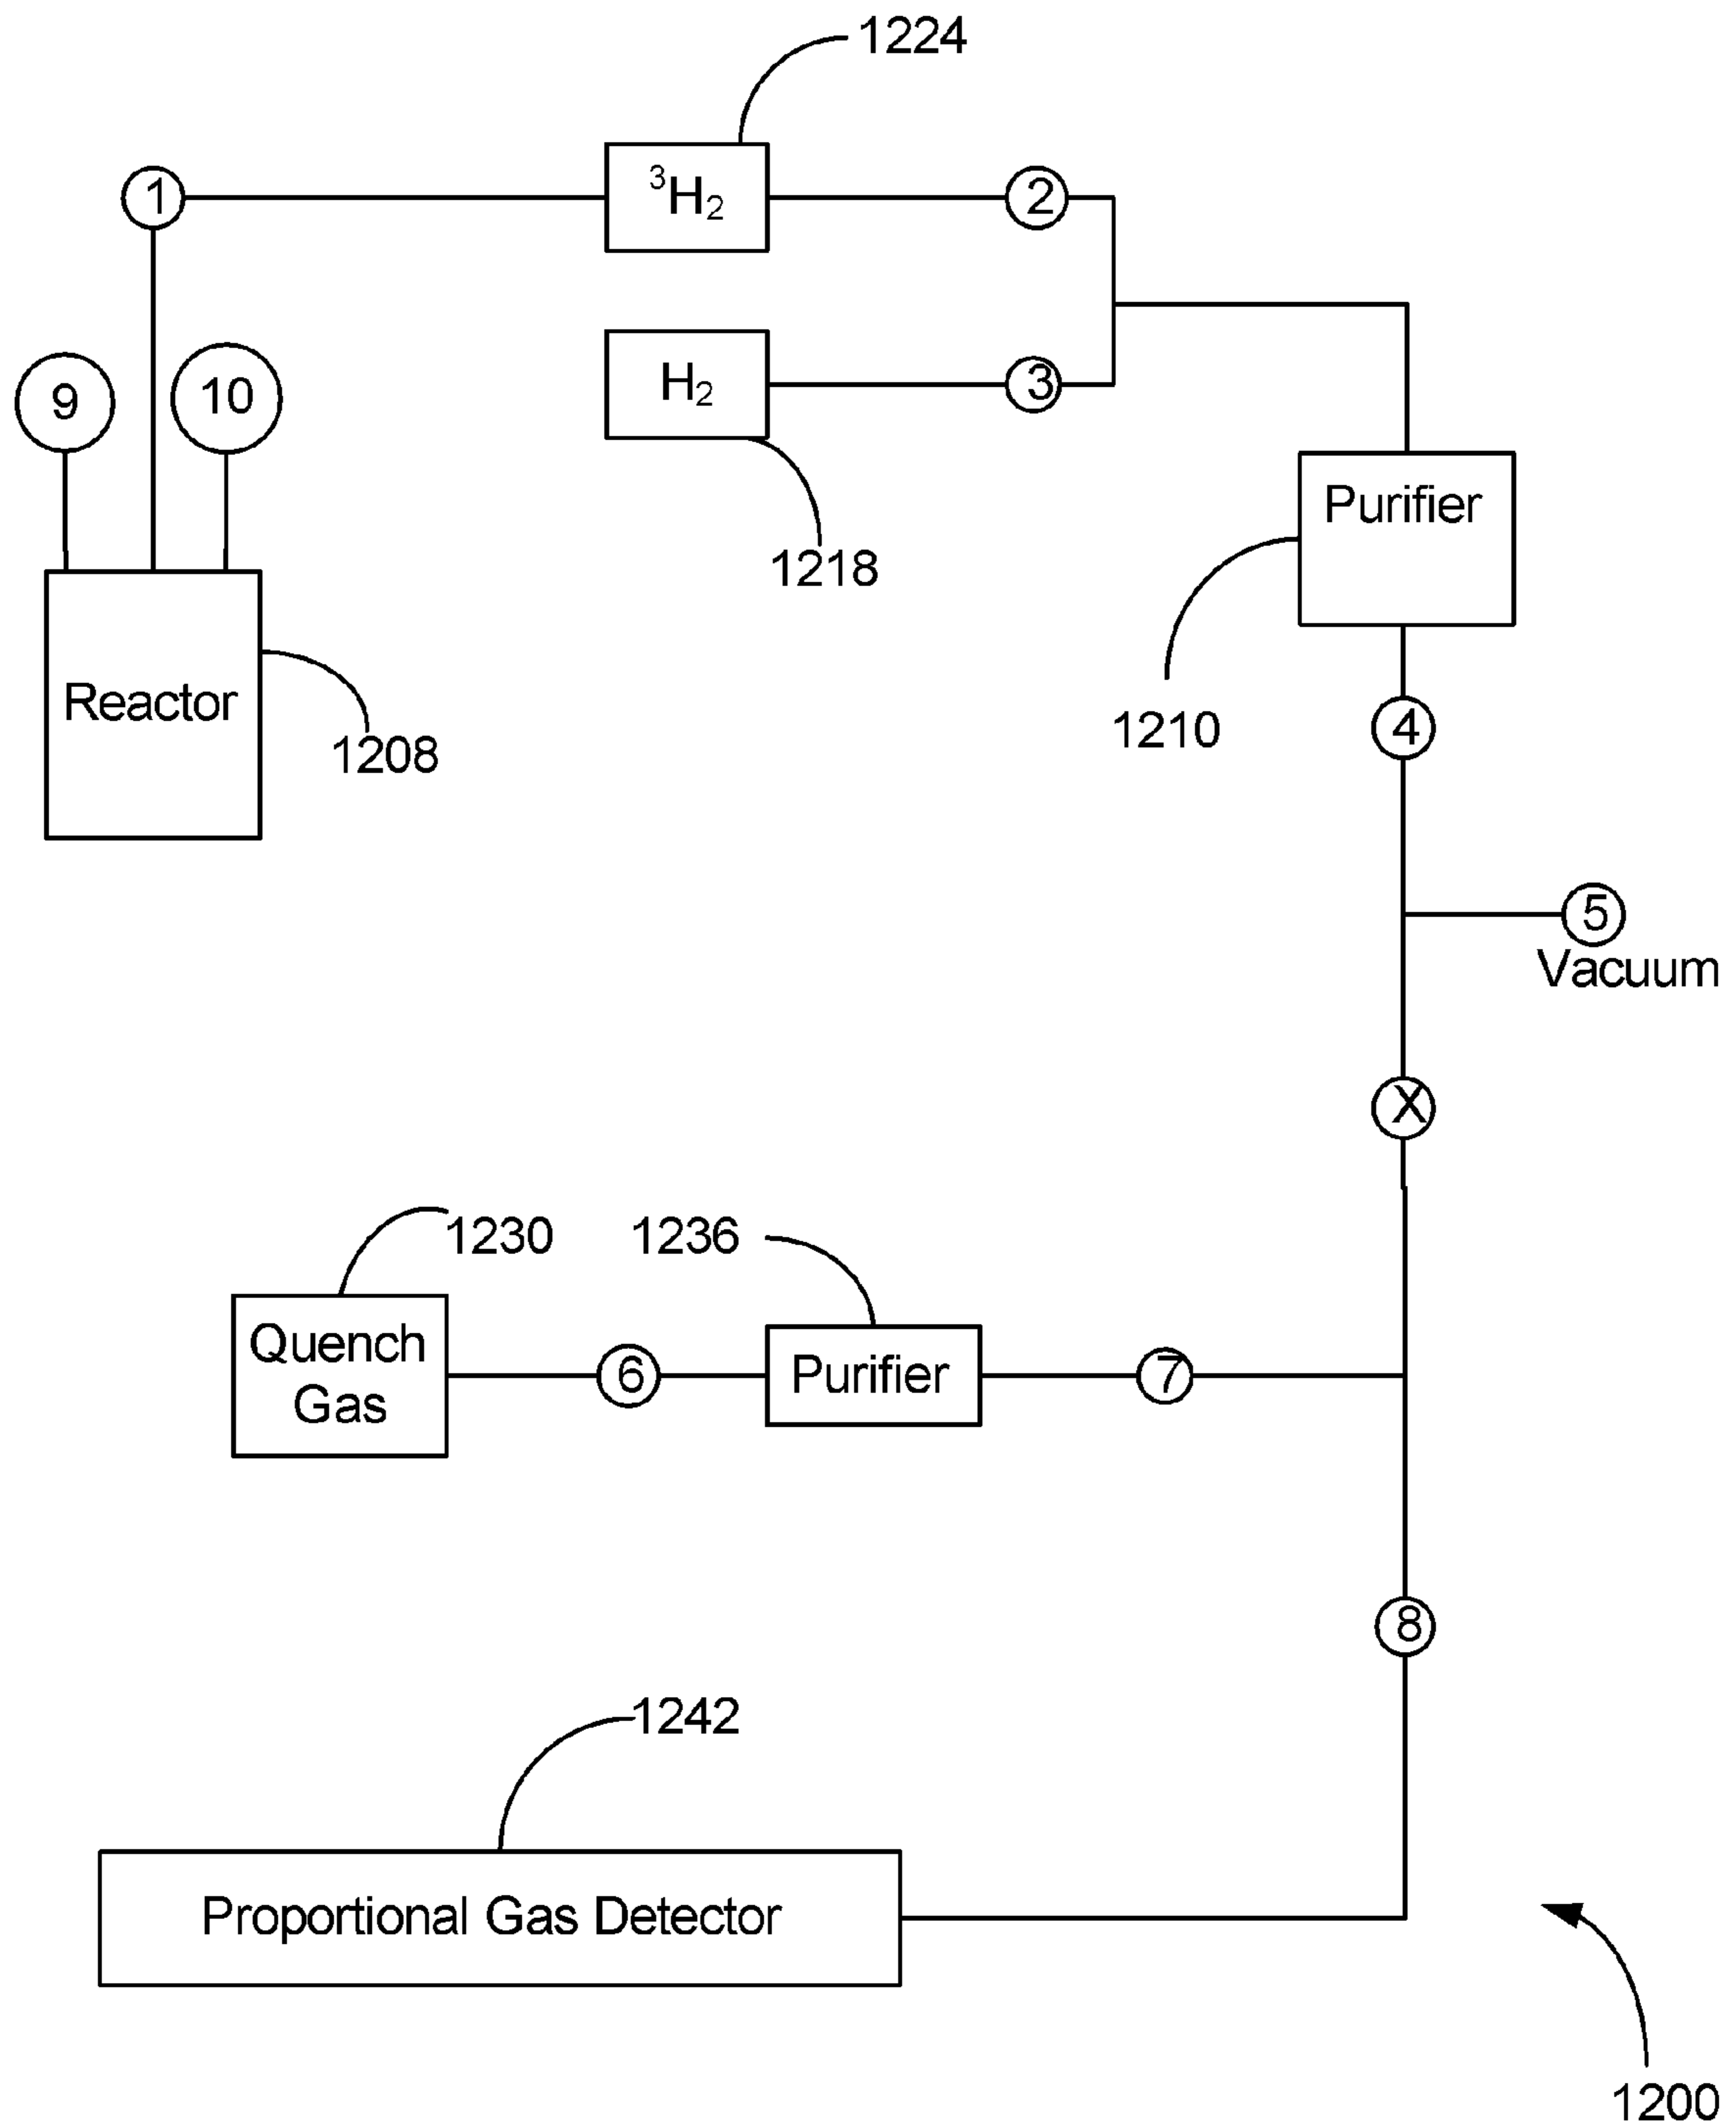 1224
1
³H₂
2
9
10
H₂
3
Purifier
1218
Reactor
1208
1210
4
5
Vacuum
X
1230
1236
Quench
Gas
6
Purifier
7
8
1242
Proportional Gas Detector
1200